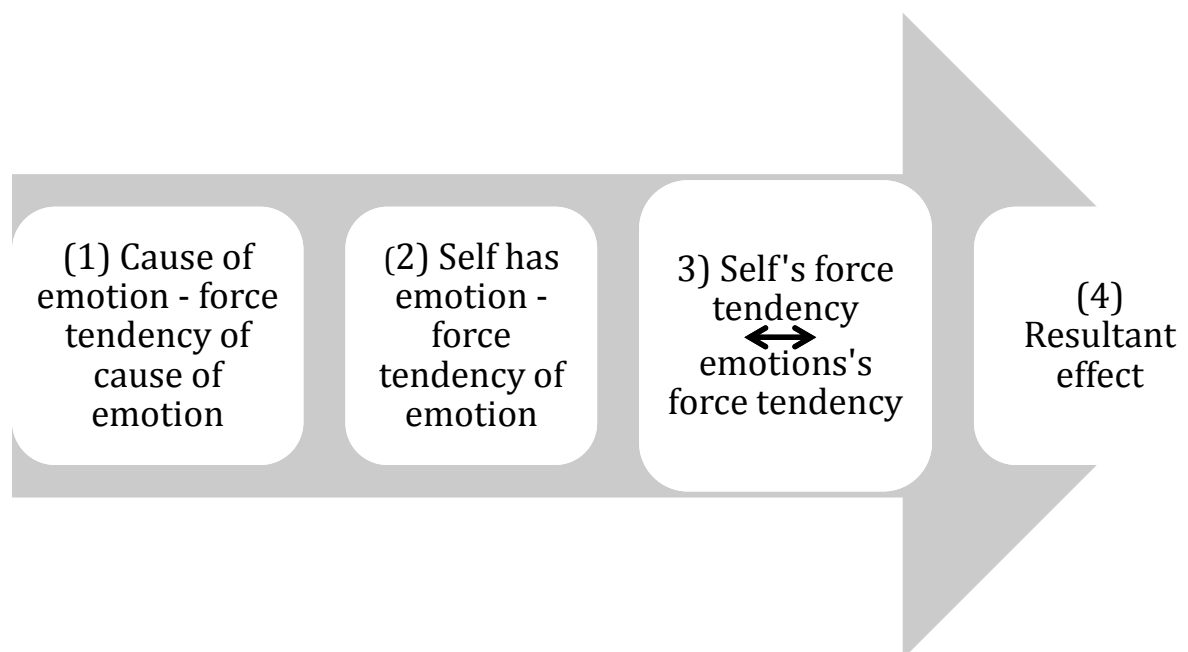 (1) Cause of
emotion - force
tendency of
cause of
emotion
(2) Self has
emotion -
force
tendency of
emotion
3) Self's force
tendency
emotions's
force tendency
(4)
Resultant
effect